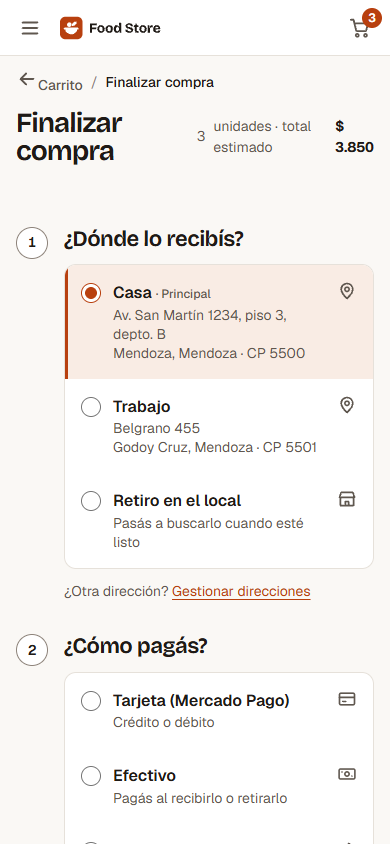 Food Store
3
Carrito / Finalizar compra
Finalizar
compra
3 unidades · total
estimado
$
3.850
1
¿Dónde lo recibís?
Casa · Principal
Av. San Martín 1234, piso 3,
depto. B
Mendoza, Mendoza · CP 5500
Trabajo
Belgrano 455
Godoy Cruz, Mendoza · CP 5501
Retiro en el local
Pasás a buscarlo cuando esté
listo
¿Otra dirección? Gestionar direcciones
2
¿Cómo pagás?
Tarjeta (Mercado Pago)
Crédito o débito
Efectivo
Pagás al recibirlo o retirarlo